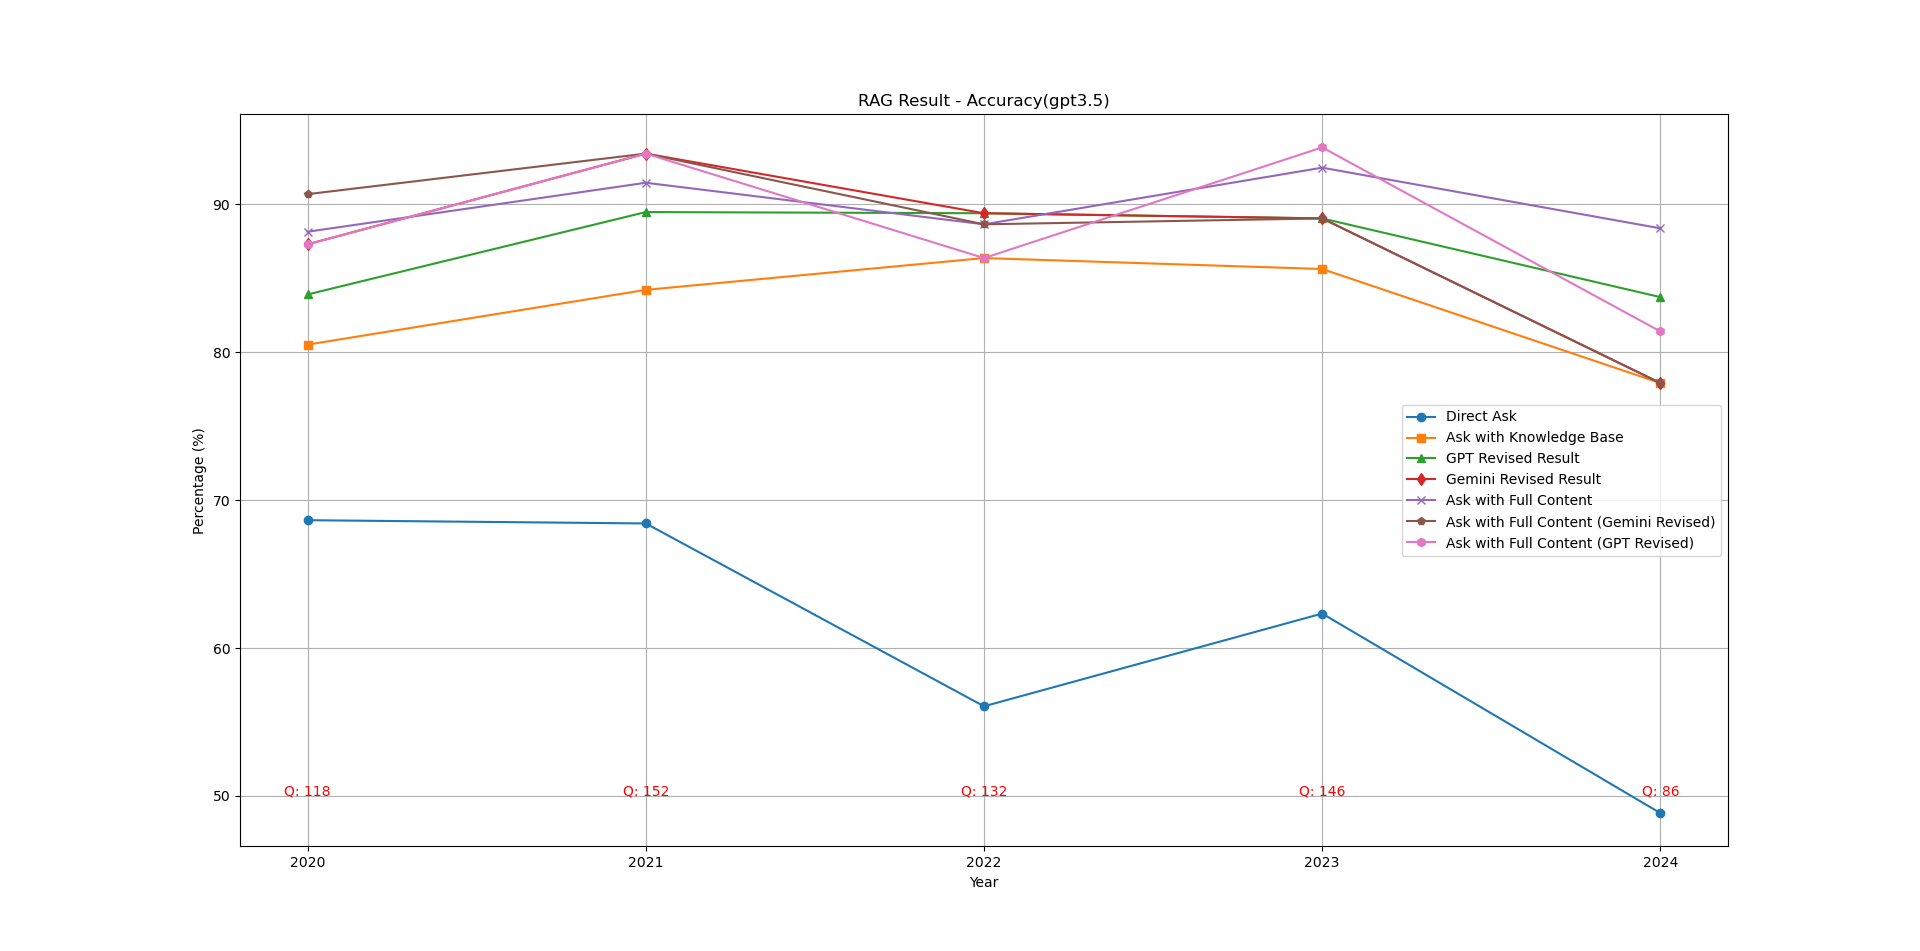 RAG Result - Accuracy(gpt3.5)
90
80
70
60
50
Percentage (%)
Direct Ask
Ask with Knowledge Base
GPT Revised Result
Gemini Revised Result
Ask with Full Content
Ask with Full Content (Gemini Revised)
Ask with Full Content (GPT Revised)
Q: 118
Q: 152
Q: 132
Q: 146
Q: 86
2020
2021
2022
2023
2024
Year